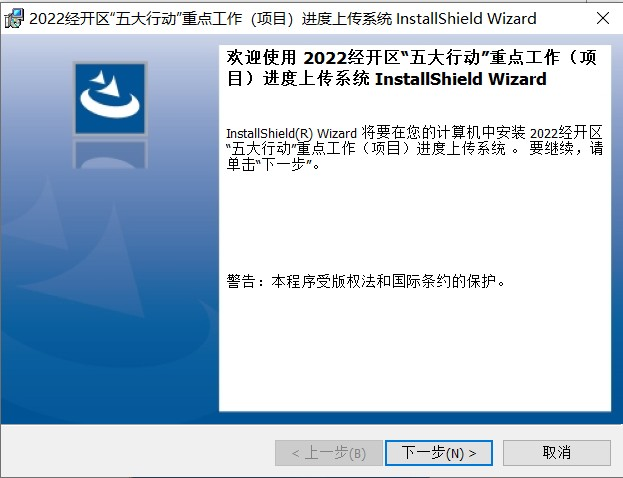 2022经开区“五大行动”重点工作（项目）进度上传系统 InstallShield Wizard
欢迎使用 2022经开区“五大行动”重点工作（项
目）进度上传系统 InstallShield Wizard
InstallShield(R) Wizard 将要在您的计算机中安装 2022经开区
“五大行动”重点工作（项目）进度上传系统 。 要继续，请
单击“下一步”。
警告：本程序受版权法和国际条约的保护。
< 上一步(B)
下一步(N) >
取消